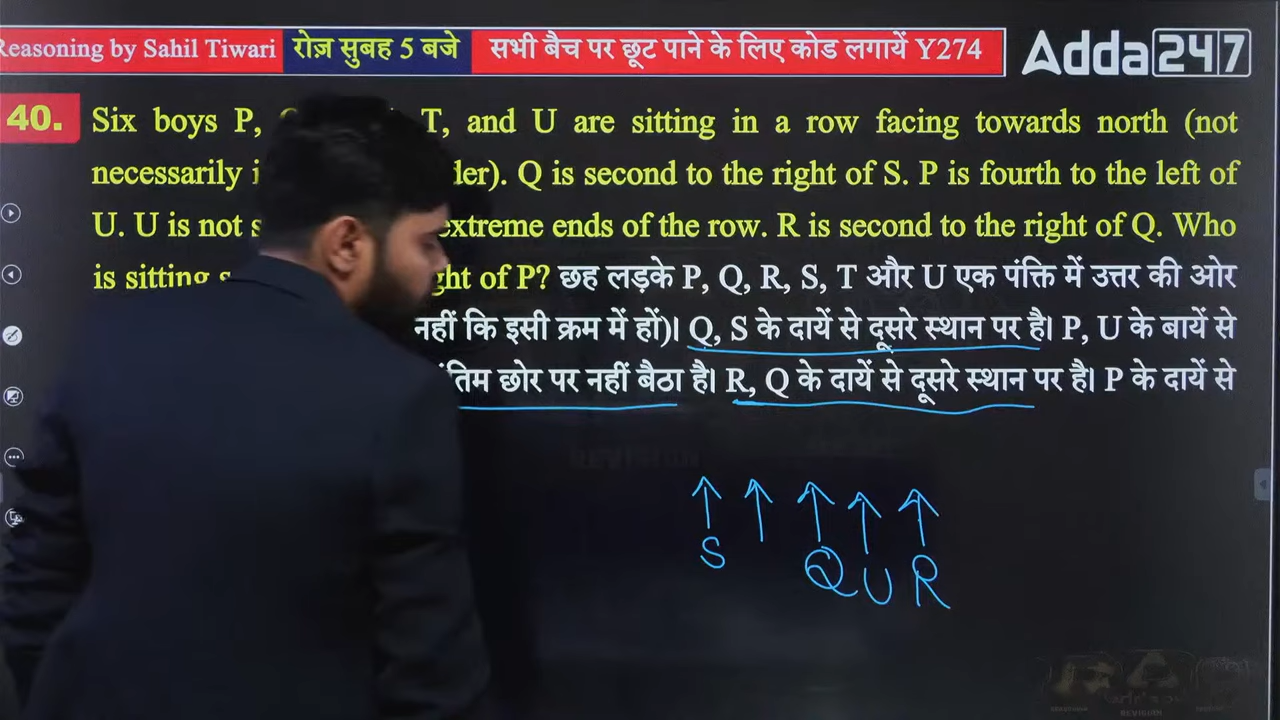 Reasoning by Sahil Tiwari रोज़ सुबह 5 बजे सभी बैच पर छूट पाने के लिए कोड लगायें Y274 Adda247
40. Six boys P, T, and U are sitting in a row facing towards north (not
necessarily Q is second to the right of S. P is fourth to the left of
U. U is not extreme ends of the row. R is second to the right of Q. Who
is sitting of P? छह लड़के P, Q, R, S, T और U एक पंक्ति में उत्तर की ओर
नहीं कि इसी क्रम में हों)। Q, S के दायें से दूसरे स्थान पर है। P, U के बायें से
छोर पर नहीं बैठा है। R, Q के दायें से दूसरे स्थान पर है। P के दायें से
S Q U R